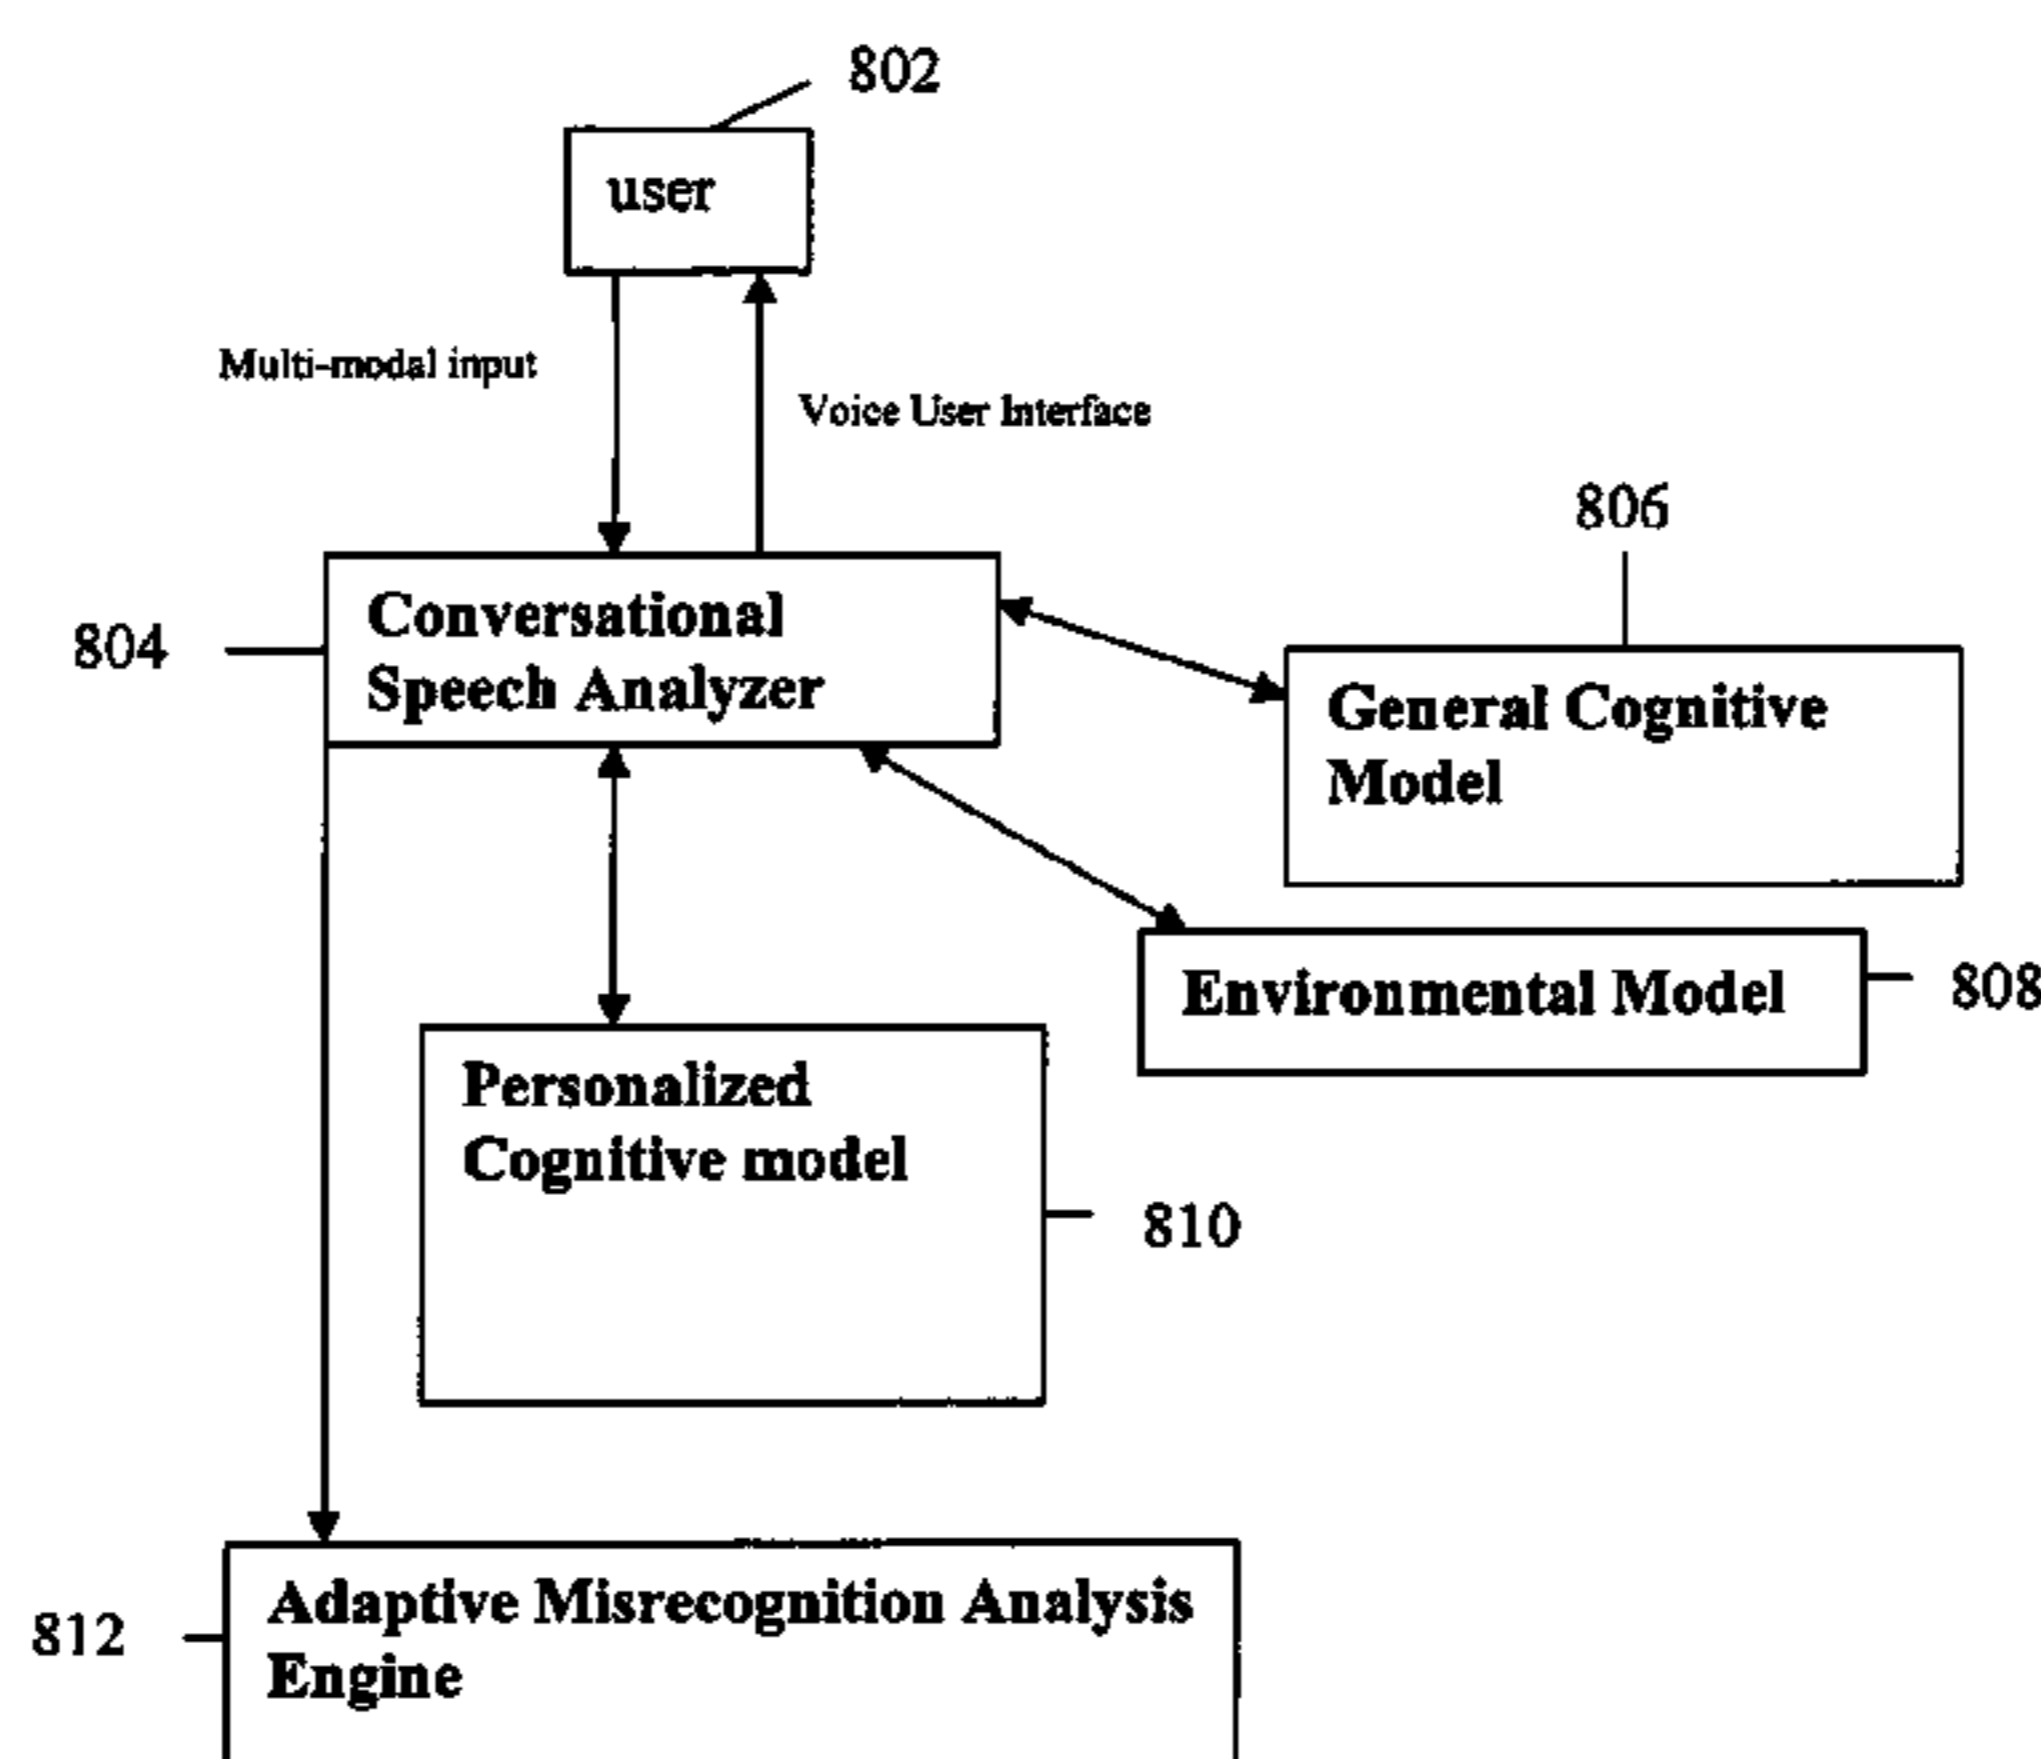 802
user
Multi-modal input
Voice User Interface
806
804
Conversational
Speech Analyzer
General Cognitive
Model
Environmental Model
808
Personalized
Cognitive model
810
Adaptive Misrecognition Analysis
Engine
812